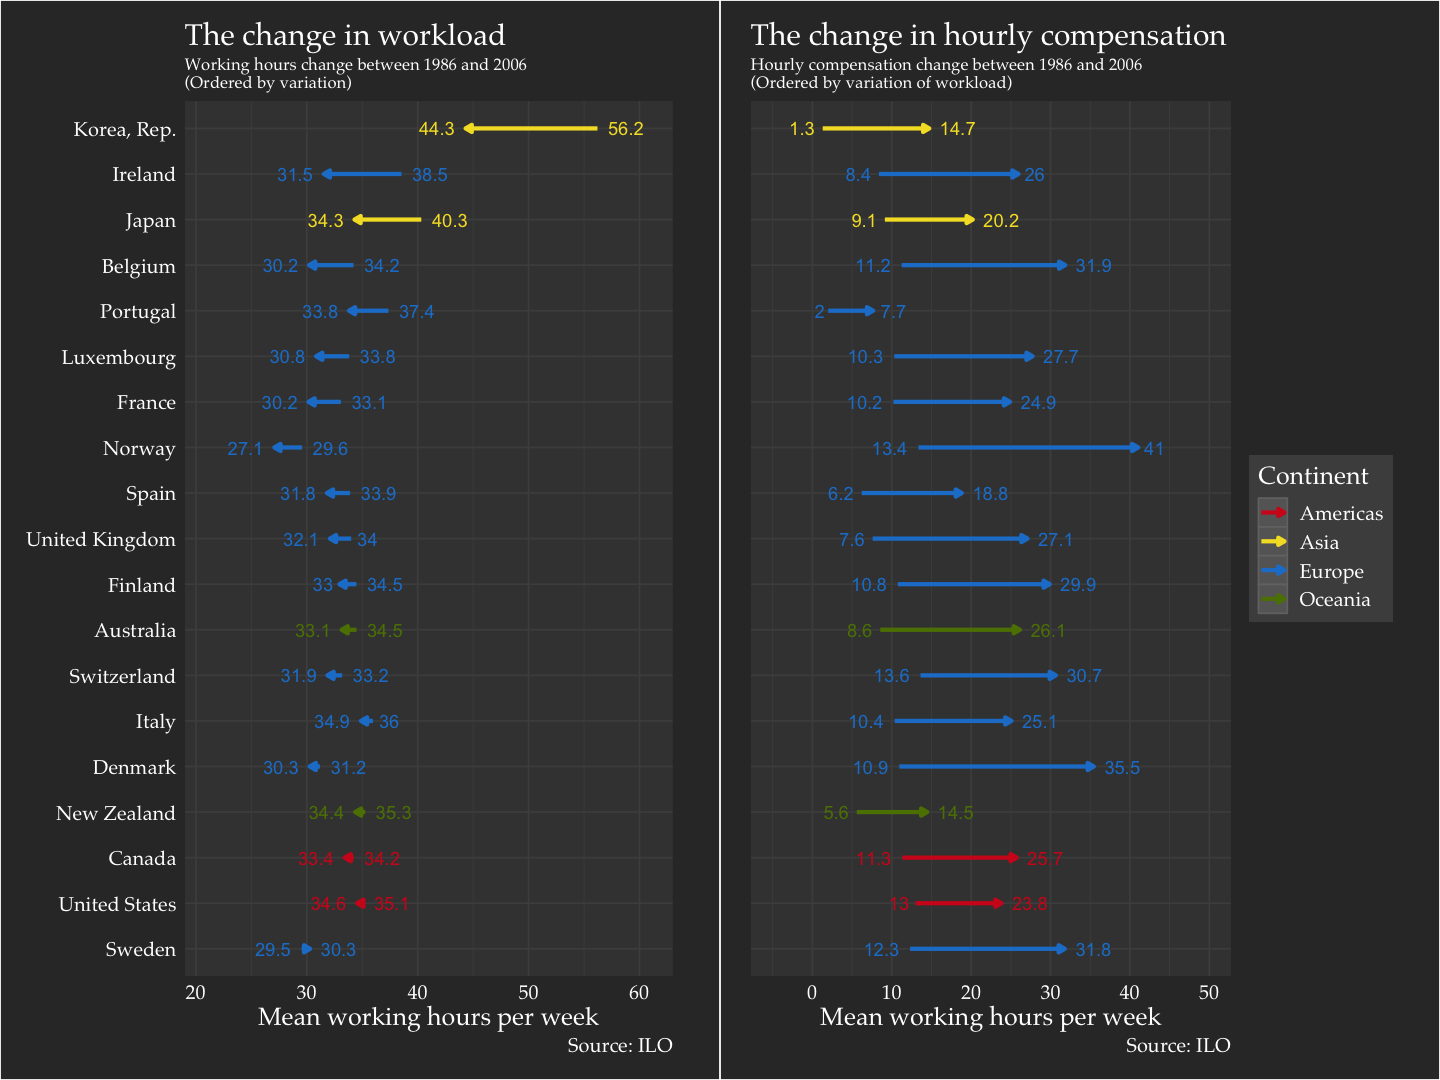 The change in workload
Working hours change between 1986 and 2006
(Ordered by variation)
Korea, Rep. 44.3 56.2
Ireland 31.5 38.5
Japan 34.3 40.3
Belgium 30.2 34.2
Portugal 33.8 37.4
Luxembourg 30.8 33.8
France 30.2 33.1
Norway 27.1 29.6
Spain 31.8 33.9
United Kingdom 32.1 34
Finland 33 34.5
Australia 33.1 34.5
Switzerland 31.9 33.2
Italy 34.9 36
Denmark 30.3 31.2
New Zealand 34.4 35.3
Canada 33.4 34.2
United States 34.6 35.1
Sweden 29.5 30.3
20 30 40 50 60
Mean working hours per week
Source: ILO
The change in hourly compensation
Hourly compensation change between 1986 and 2006
(Ordered by variation of workload)
1.3 14.7
8.4 26
9.1 20.2
11.2 31.9
2 7.7
10.3 27.7
10.2 24.9
13.4 41
6.2 18.8
7.6 27.1
10.8 29.9
8.6 26.1
13.6 30.7
10.4 25.1
10.9 35.5
5.6 14.5
11.3 25.7
13 23.8
12.3 31.8
0 10 20 30 40 50
Mean working hours per week
Source: ILO
Continent
Americas
Asia
Europe
Oceania